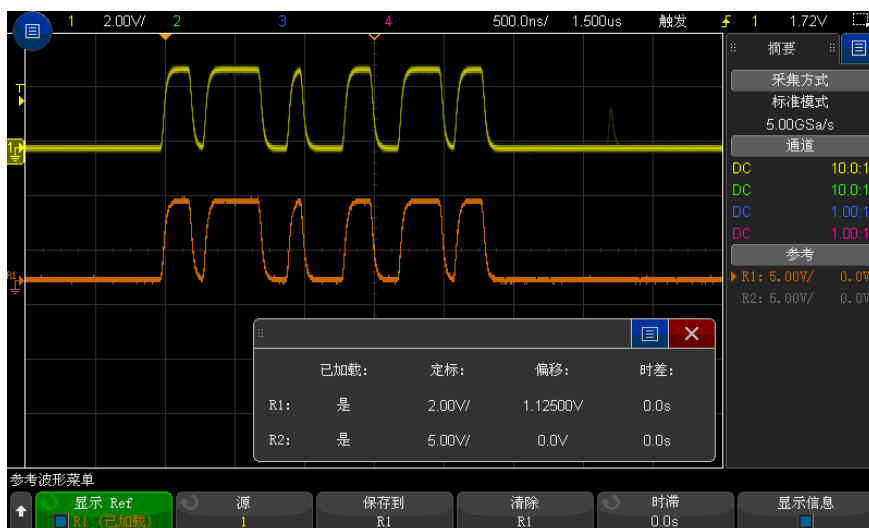 1 2.00V/ 2 3 4 500.0ns/ 1.500us 触发 1 1.72V
摘要
采集方式
标准模式
5.00GSa/s
通道
DC 10.0:1
DC 10.0:1
DC 1.00:1
DC 1.00:1
参考
R1: 5.00V/ 0.0V
R2: 5.00V/ 0.0V
T
1
R1
已加载: 定标: 偏移: 时差:
R1: 是 2.00V/ 1.12500V 0.0s
R2: 是 5.00V/ 0.0V 0.0s
参考波形菜单
显示 Ref
R1 (已加载)
源
1
保存到
R1
清除
R1
时滞
0.0s
显示信息